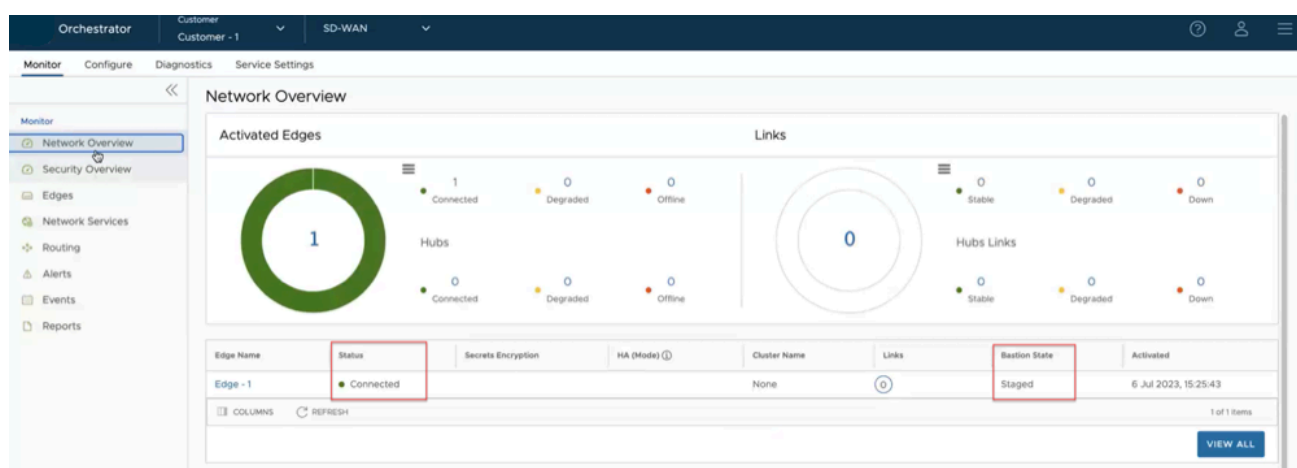 Orchestrator
Customer
Customer - 1
SD-WAN
Monitor
Configure
Diagnostics
Service Settings
Network Overview
Monitor
Network Overview
Security Overview
Edges
Network Services
Routing
Alerts
Events
Reports
Activated Edges
Links
1
1
Connected
0
Degraded
0
Offline
Hubs
0
Connected
0
Degraded
0
Offline
0
0
Stable
0
Degraded
0
Down
Hubs Links
0
Stable
0
Degraded
0
Down
Edge Name
Status
Secrets Encryption
HA (Mode)
Cluster Name
Links
Bastion State
Activated
Edge - 1
Connected
None
0
Staged
6 Jul 2023, 15:25:43
COLUMNS
REFRESH
1 of 1 items
VIEW ALL